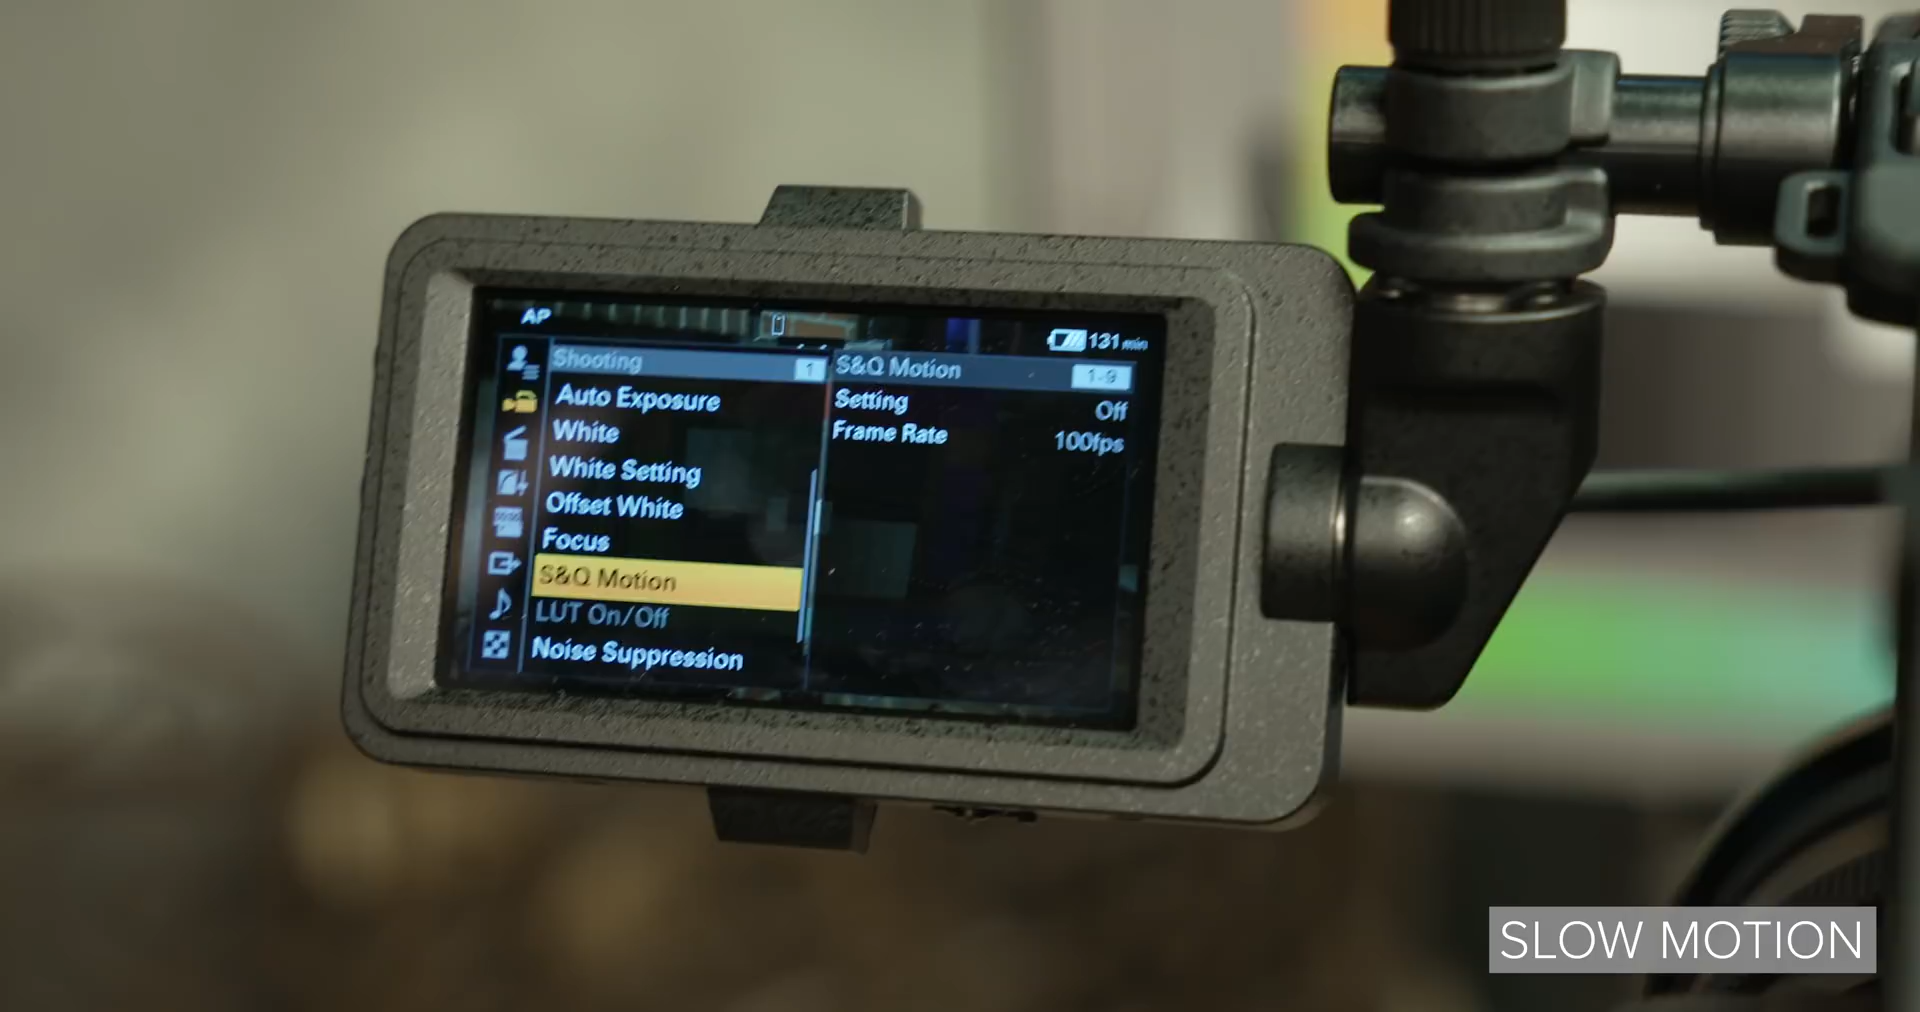 AP
131 min
Shooting 1
Auto Exposure
White
White Setting
Offset White
Focus
S&Q Motion
LUT On/Off
Noise Suppression
S&Q Motion 1-9
Setting Off
Frame Rate 100fps
SLOW MOTION